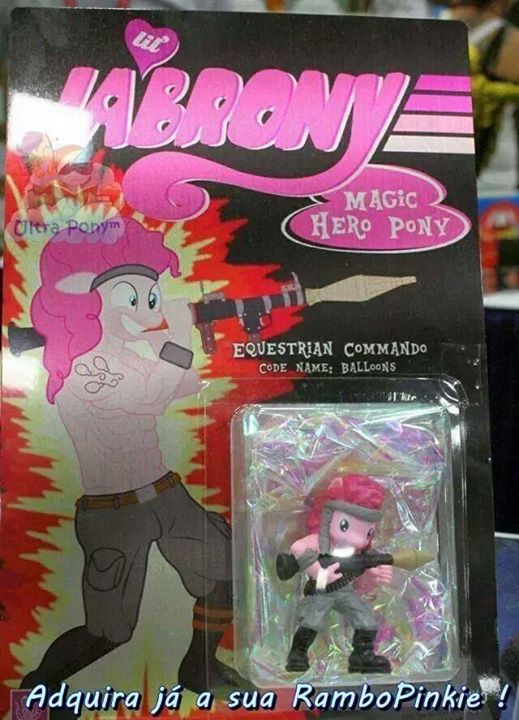 Lil'
JABRONY
MAGIC
HERO PONY
Ultra Pony™
EQUESTRIAN COMMANDO
CODE NAME: BALLOONS
Adquira já a sua RamboPinkie !